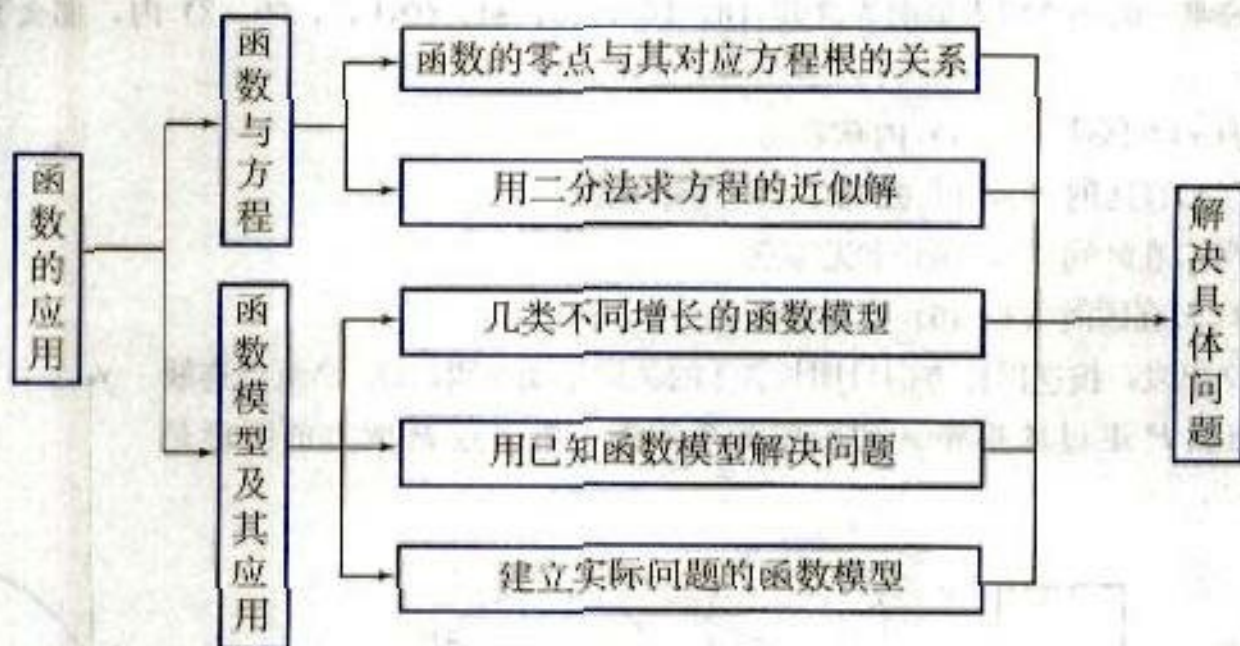 函数的应用
函数与方程
函数的零点与其对应方程根的关系
用二分法求方程的近似解
函数模型及其应用
几类不同增长的函数模型
用已知函数模型解决问题
建立实际问题的函数模型
解决具体问题